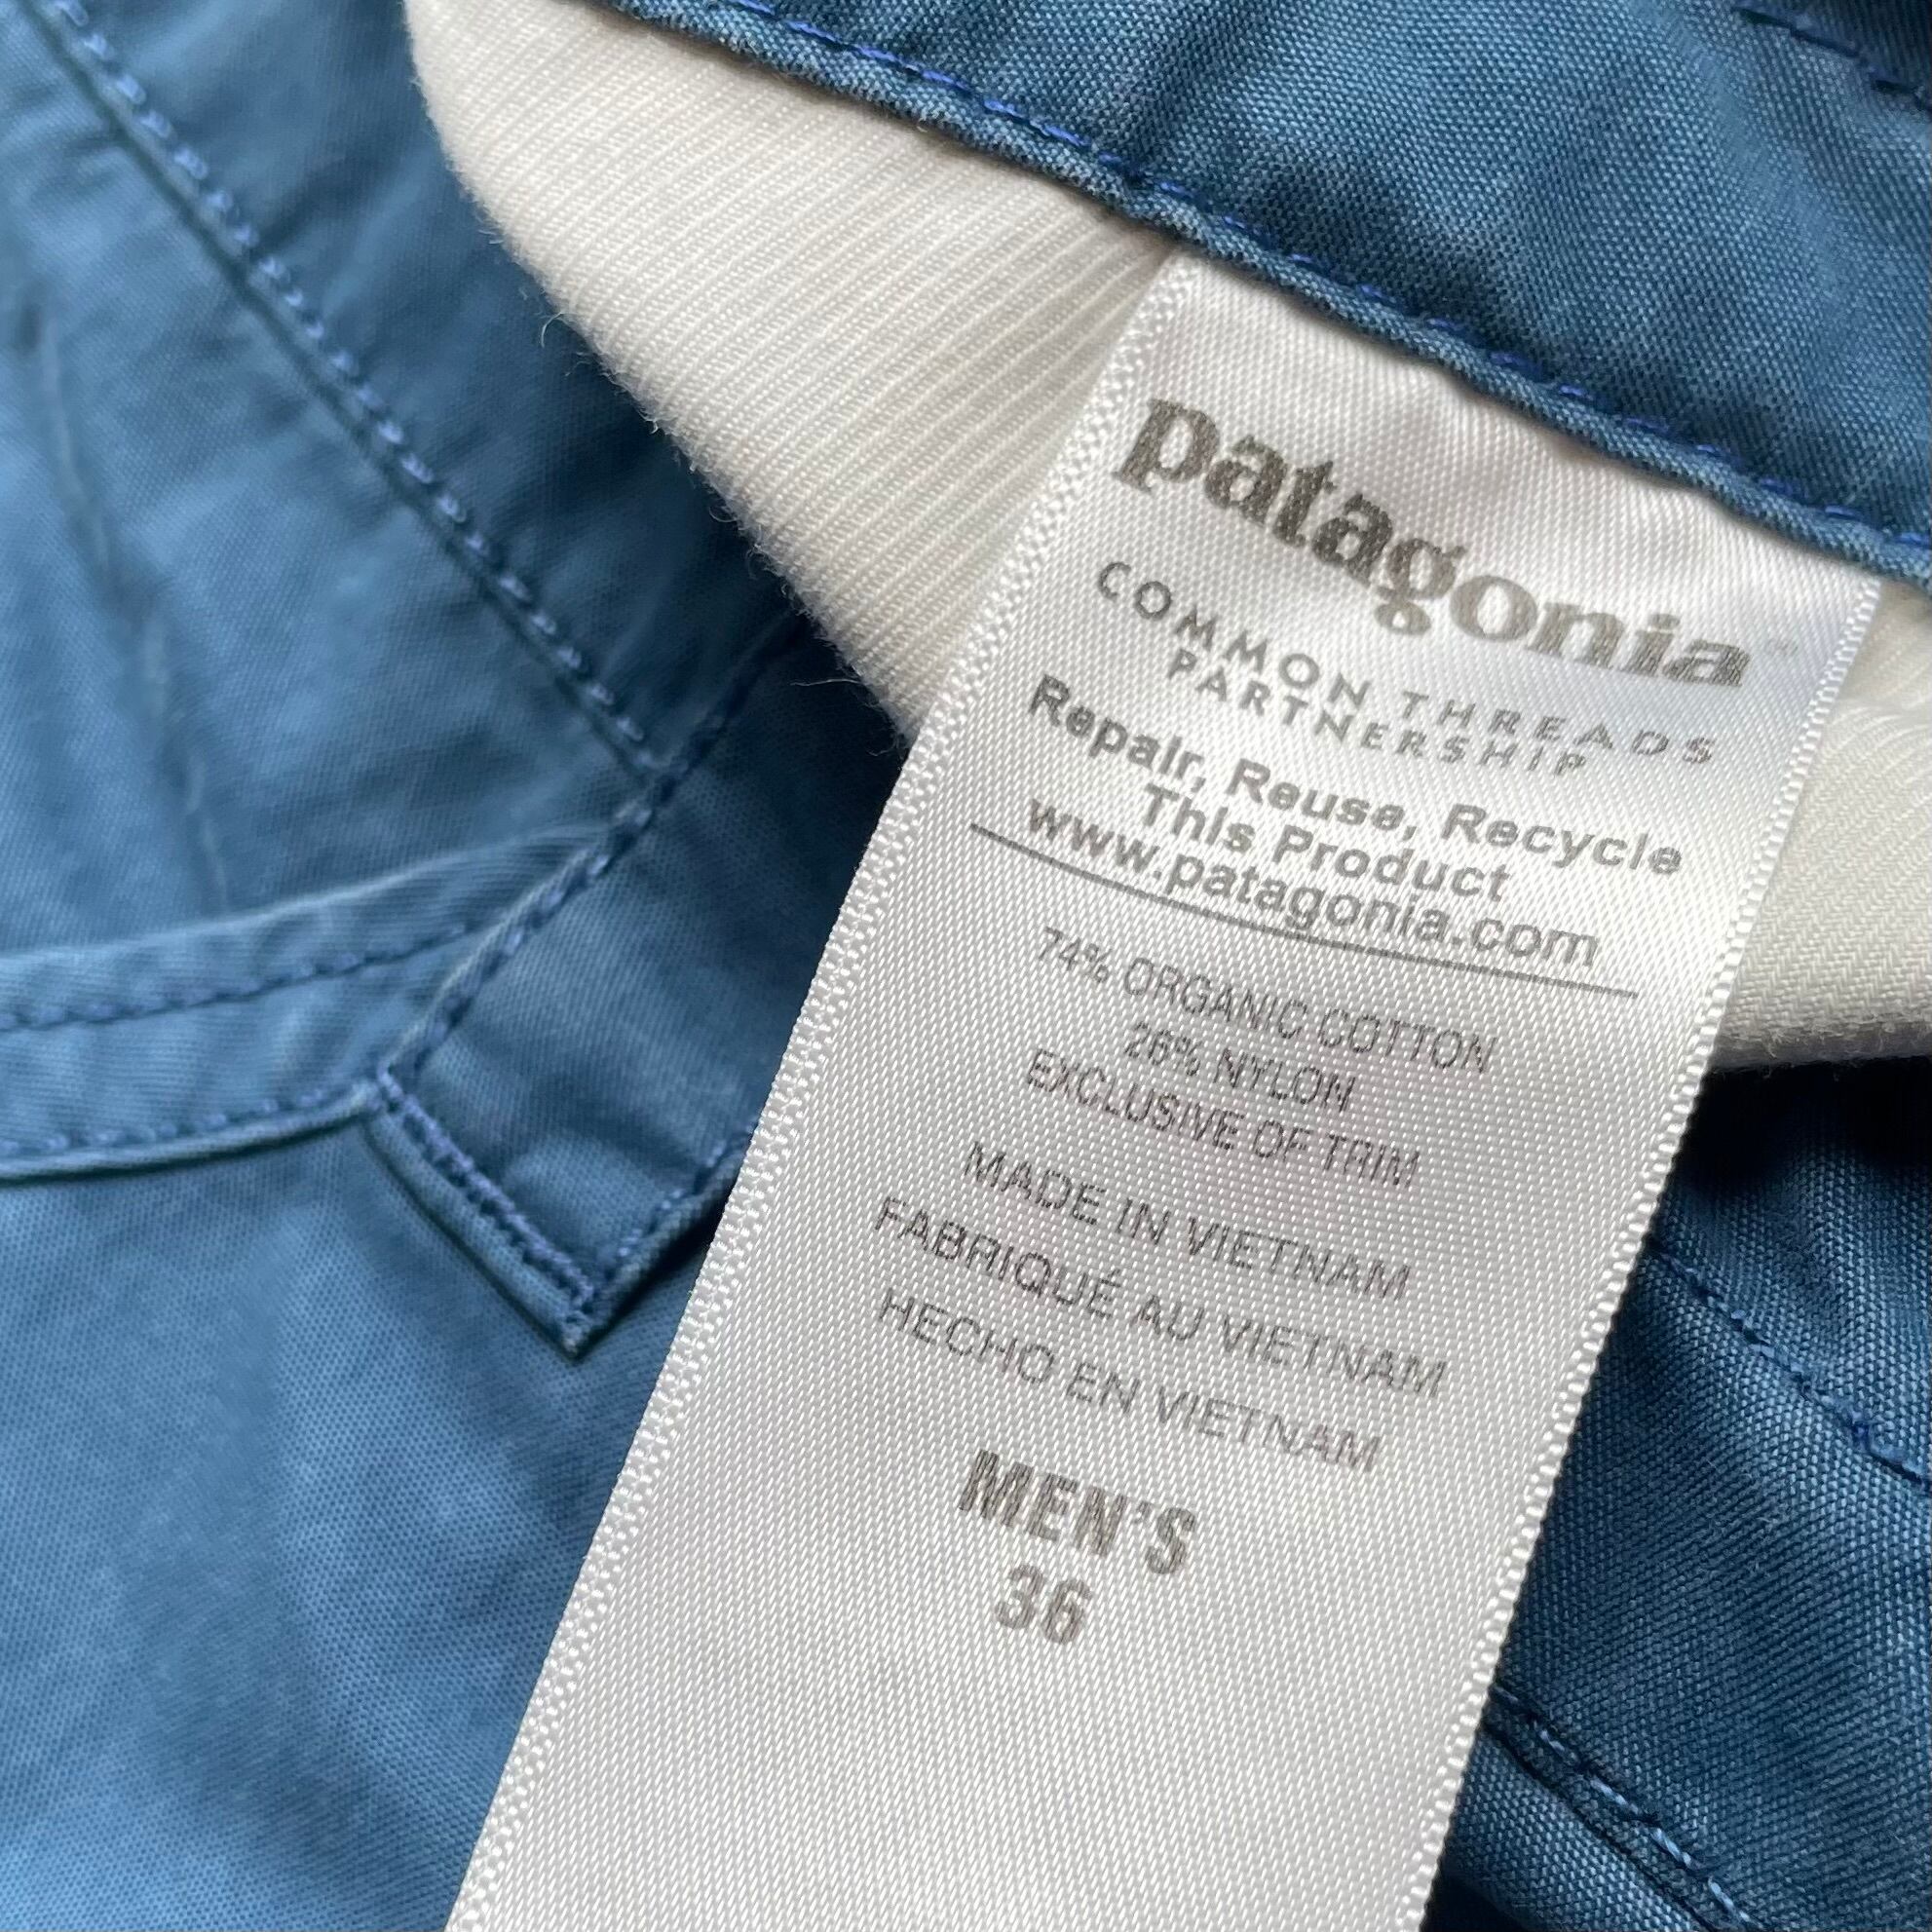 patagonia
COMMON THREADS
PARTNERSHIP
Repair, Reuse, Recycle
This Product
www.patagonia.com
74% ORGANIC COTTON
26% NYLON
EXCLUSIVE OF TRIM
MADE IN VIETNAM
FABRIQUÉ AU VIETNAM
HECHO EN VIETNAM
MEN'S
36